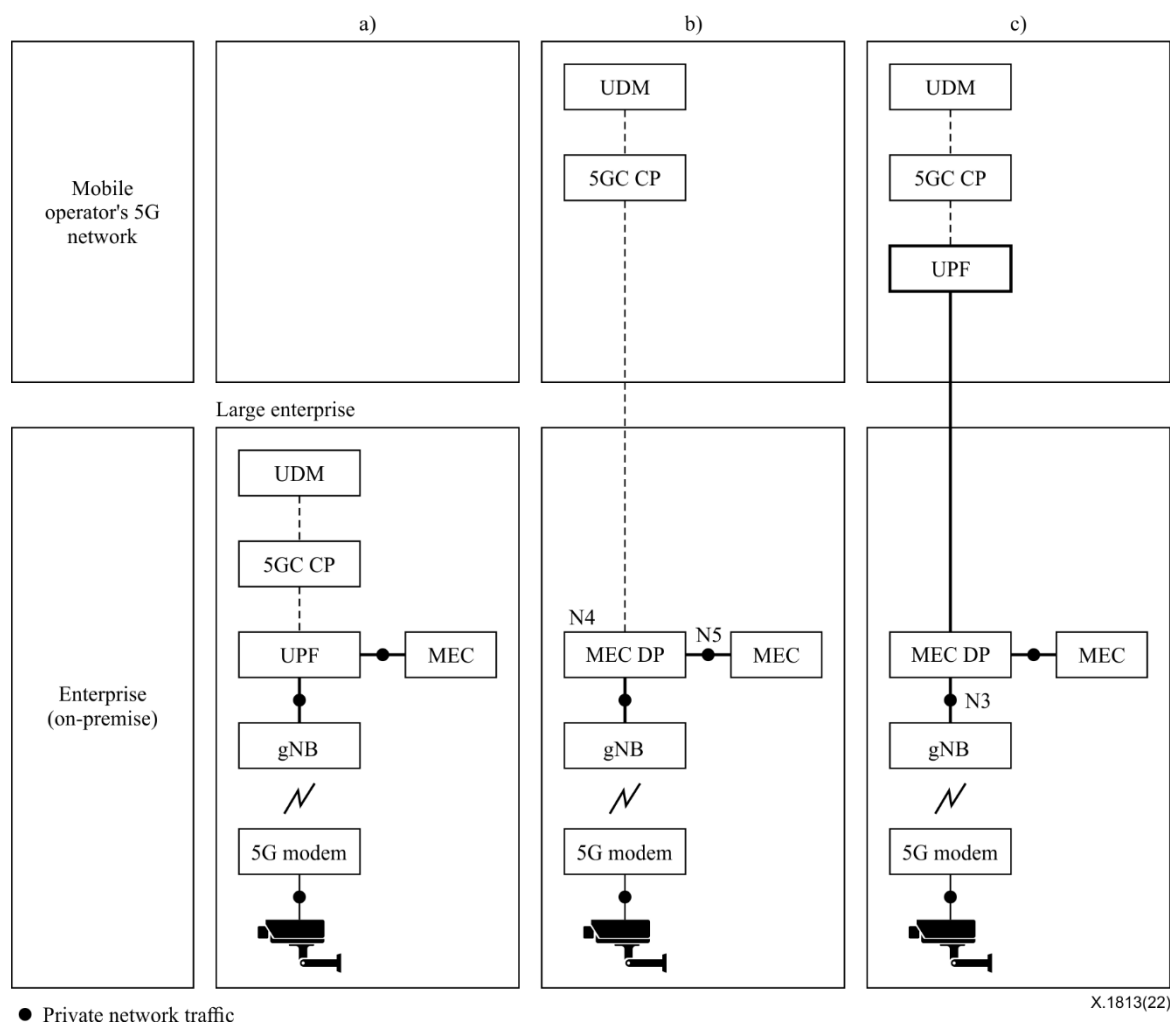 a)
b)
c)
Mobile
operator's 5G
network
UDM
5GC CP
UDM
5GC CP
UPF
Large enterprise
Enterprise
(on-premise)
UDM
5GC CP
UPF
MEC
gNB
5G modem
N4
MEC DP
N5
MEC
gNB
5G modem
MEC DP
MEC
N3
gNB
5G modem
Private network traffic
X.1813(22)